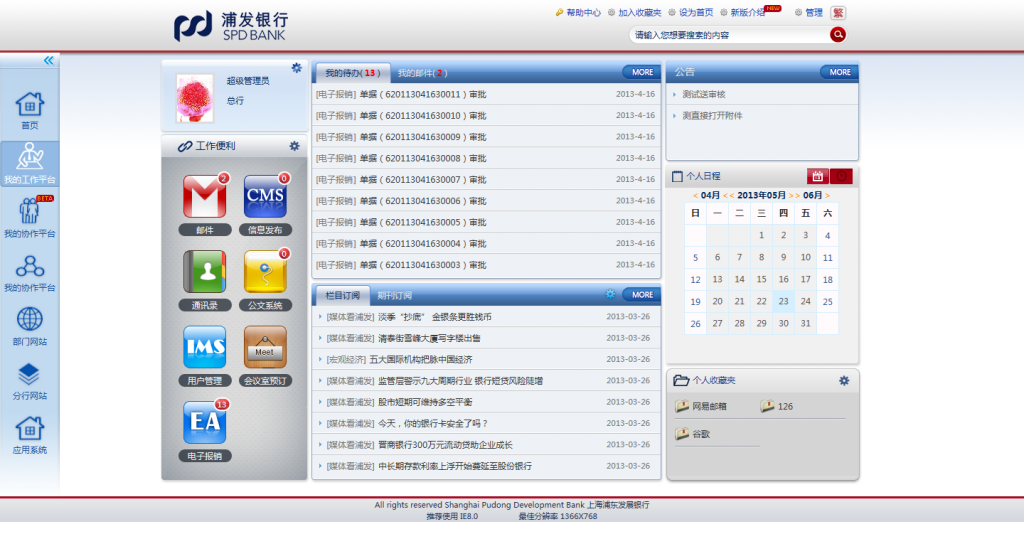 浦发银行
SPD BANK
帮助中心 加入收藏夹 设为首页 新版介绍 NEW 管理 繁
请输入您想要搜索的内容
首页
我的工作平台
BETA
我的协作平台
我的协作平台
部门网站
分行网站
应用系统
超级管理员
总行
工作便利
2
邮件
CMS
0
信息发布
通讯录
0
公文系统
IMS
用户管理
Meet
会议室预订
EA
13
电子报销
我的待办( 13 ) 我的邮件( 2 ) MORE
[电子报销] 单据（620113041630011）审批 2013-4-16
[电子报销] 单据（620113041630010）审批 2013-4-16
[电子报销] 单据（620113041630009）审批 2013-4-16
[电子报销] 单据（620113041630008）审批 2013-4-16
[电子报销] 单据（620113041630007）审批 2013-4-16
[电子报销] 单据（620113041630006）审批 2013-4-16
[电子报销] 单据（620113041630005）审批 2013-4-16
[电子报销] 单据（620113041630004）审批 2013-4-16
[电子报销] 单据（620113041630003）审批 2013-4-16
栏目订阅 期刊订阅 MORE
[媒体看浦发] 淡季“抄底” 金银条更胜钱币 2013-03-26
[媒体看浦发] 清泰街雪峰大厦写字楼出售 2013-03-26
[宏观经济] 五大国际机构把脉中国经济 2013-03-26
[媒体看浦发] 监管层警示九大周期行业 银行短贷风险陡增 2013-03-26
[媒体看浦发] 股市短期可维持多空平衡 2013-03-26
[媒体看浦发] 今天，你的银行卡安全了吗？ 2013-03-26
[媒体看浦发] 晋商银行300万元流动贷助企业成长 2013-03-26
[媒体看浦发] 中长期存款利率上浮开始蔓延至股份银行 2013-03-26
公告 MORE
测试送审核
测直接打开附件
个人日程
< 04月 << 2013年05月 >> 06月 >
日 一 二 三 四 五 六
1 2 3 4
5 6 7 8 9 10 11
12 13 14 15 16 17 18
19 20 21 22 23 24 25
26 27 28 29 30 31
个人收藏夹
网易邮箱 126
谷歌
All rights reserved Shanghai Pudong Development Bank 上海浦东发展银行
推荐使用 IE8.0 最佳分辨率 1366X768